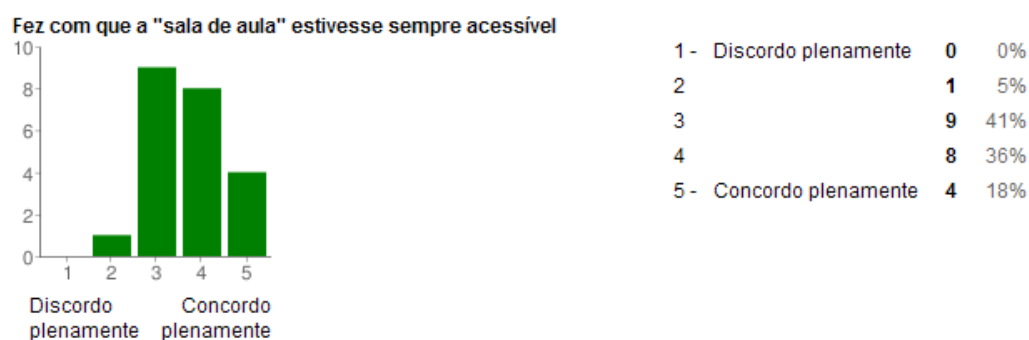 Fez com que a "sala de aula" estivesse sempre acessível
10
8
6
4
2
0
1 2 3 4 5
Discordo plenamente
Concordo plenamente
1 - Discordo plenamente 0 0%
2 1 5%
3 9 41%
4 8 36%
5 - Concordo plenamente 4 18%